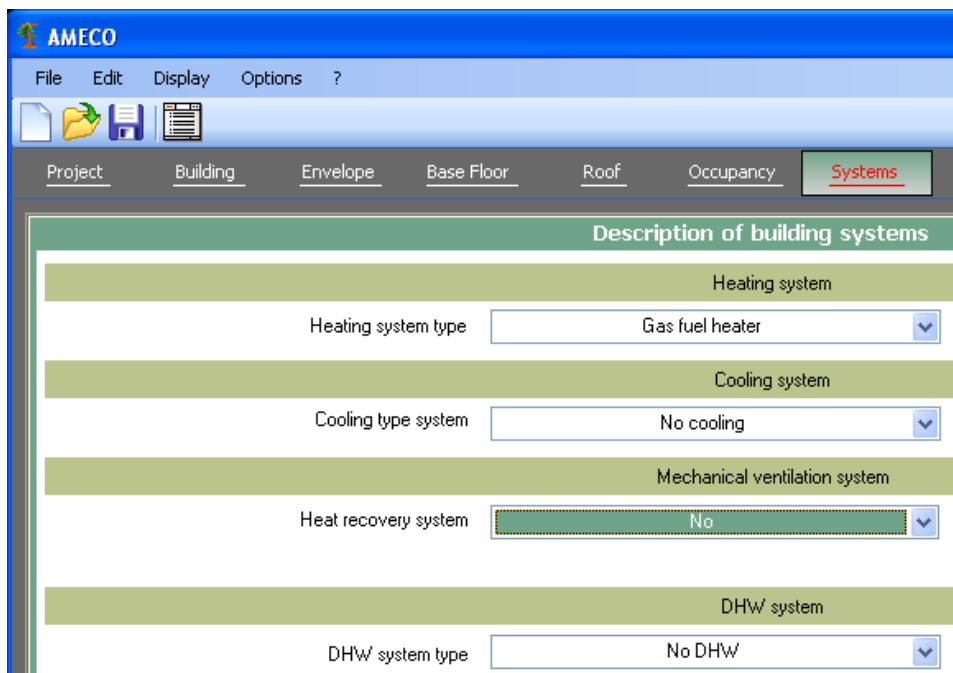 AMECO
File Edit Display Options ?
Project Building Envelope Base Floor Roof Occupancy Systems
Description of building systems
Heating system
Heating system type Gas fuel heater
Cooling system
Cooling type system No cooling
Mechanical ventilation system
Heat recovery system No
DHW system
DHW system type No DHW